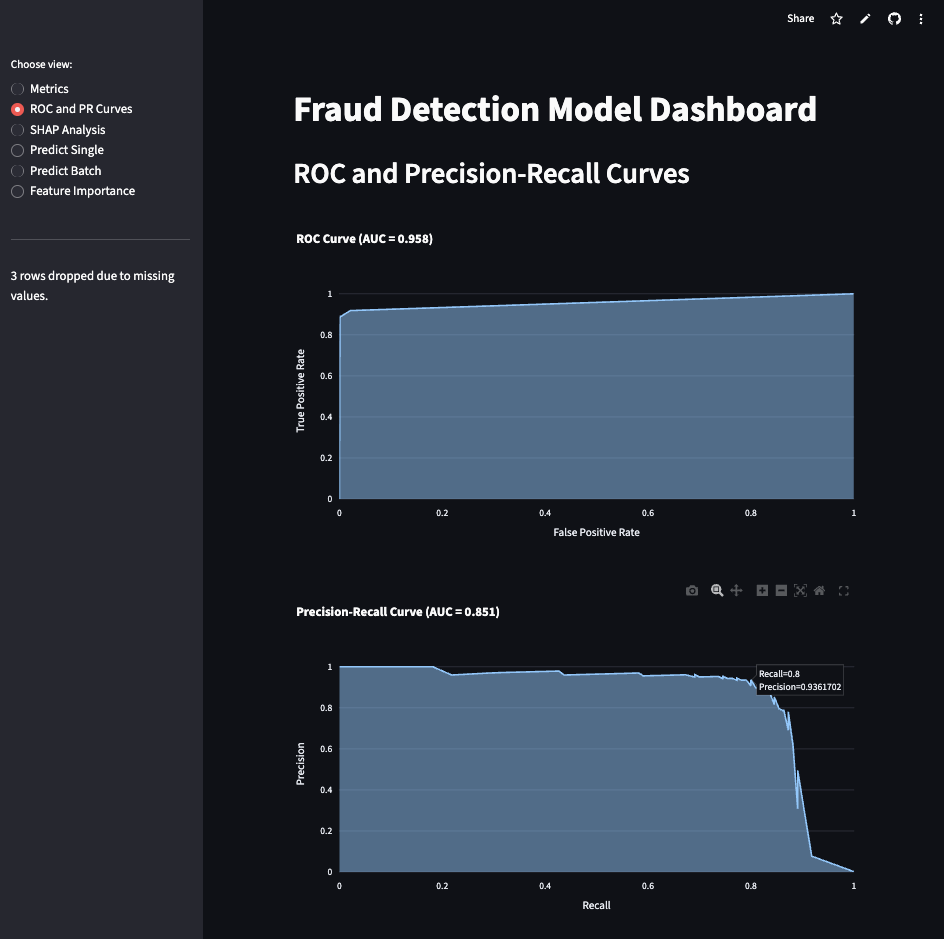 Share
Choose view:
Metrics
ROC and PR Curves
SHAP Analysis
Predict Single
Predict Batch
Feature Importance
3 rows dropped due to missing
values.
Fraud Detection Model Dashboard
ROC and Precision-Recall Curves
ROC Curve (AUC = 0.958)
True Positive Rate
1
0.8
0.6
0.4
0.2
0
0 0.2 0.4 0.6 0.8 1
False Positive Rate
Precision-Recall Curve (AUC = 0.851)
Recall=0.8
Precision=0.9361702
Precision
1
0.8
0.6
0.4
0.2
0
0 0.2 0.4 0.6 0.8 1
Recall